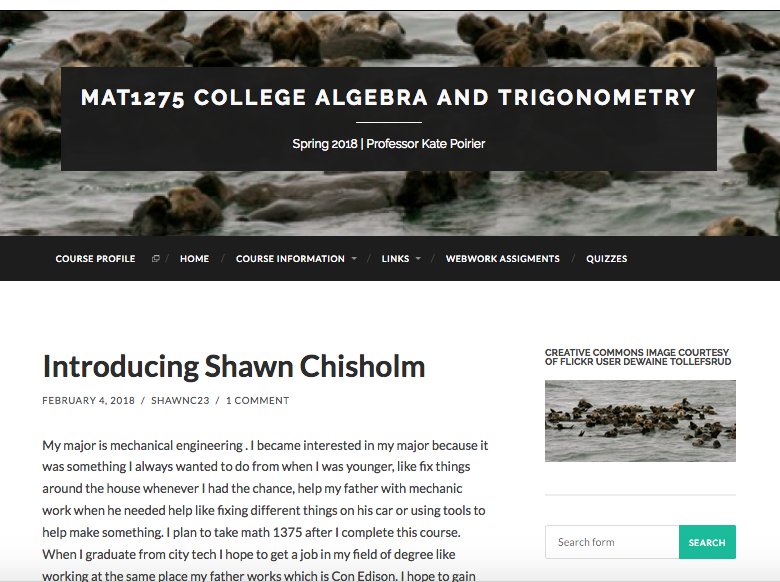 MAT1275 COLLEGE ALGEBRA AND TRIGONOMETRY
Spring 2018 | Professor Kate Poirier
COURSE PROFILE / HOME / COURSE INFORMATION / LINKS / WEBWORK ASSIGMENTS / QUIZZES
Introducing Shawn Chisholm
FEBRUARY 4, 2018 / SHAWNC23 / 1 COMMENT
My major is mechanical engineering . I became interested in my major because it
was something I always wanted to do from when I was younger, like fix things
around the house whenever I had the chance, help my father with mechanic
work when he needed help like fixing different things on his car or using tools to
help make something. I plan to take math 1375 after I complete this course.
When I graduate from city tech I hope to get a job in my field of degree like
working at the same place my father works which is Con Edison. I hope to gain
CREATIVE COMMONS IMAGE COURTESY
OF FLICKR USER DEWAINE TOLLEFSRUD
Search form
SEARCH